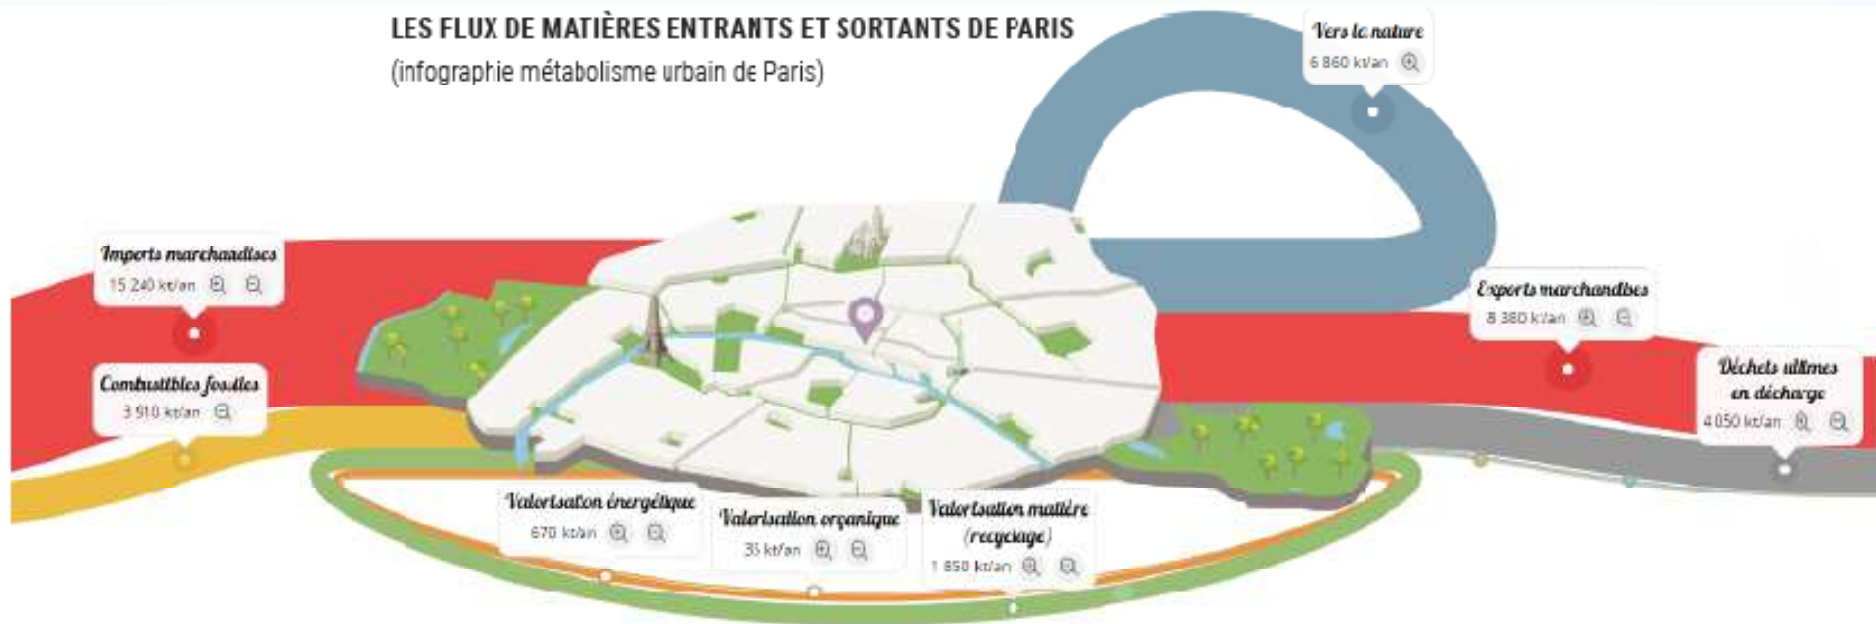 LES FLUX DE MATIÈRES ENTRANTS ET SORTANTS DE PARIS
(infographie métabolisme urbain de Paris)
Vers la nature
6 860 kt/an
Imports marchandises
15 240 kt/an
Combustibles fossiles
3 910 kt/an
Exports marchandises
8 380 kt/an
Déchets ultimes
en décharge
4 050 kt/an
Valorisation énergétique
670 kt/an
Valorisation organique
35 kt/an
Valorisation matière
(recyclage)
1 850 kt/an